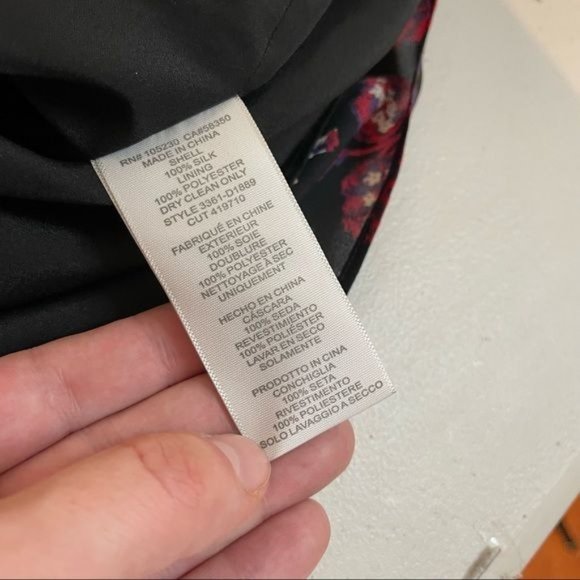 RN# 105230 CA#56350
MADE IN CHINA
SHELL
100% SILK
LINING
100% POLYESTER
DRY CLEAN ONLY
STYLE 3361-D1869
CUT 419710
FABRIQUÉ EN CHINE
EXTERIEUR
100% SOIE
DOUBLURE
100% POLYESTER
NETTOYAGE À SEC
UNIQUEMENT
HECHO EN CHINA
CÁSCARA
100% SEDA
REVESTIMIENTO
100% POLIÉSTER
LAVAR EN SECO
SOLAMENTE
PRODOTTO IN CINA
CONCHIGLIA
100% SETA
RIVESTIMENTO
100% POLIESTERE
SOLO LAVAGGIO A SECCO